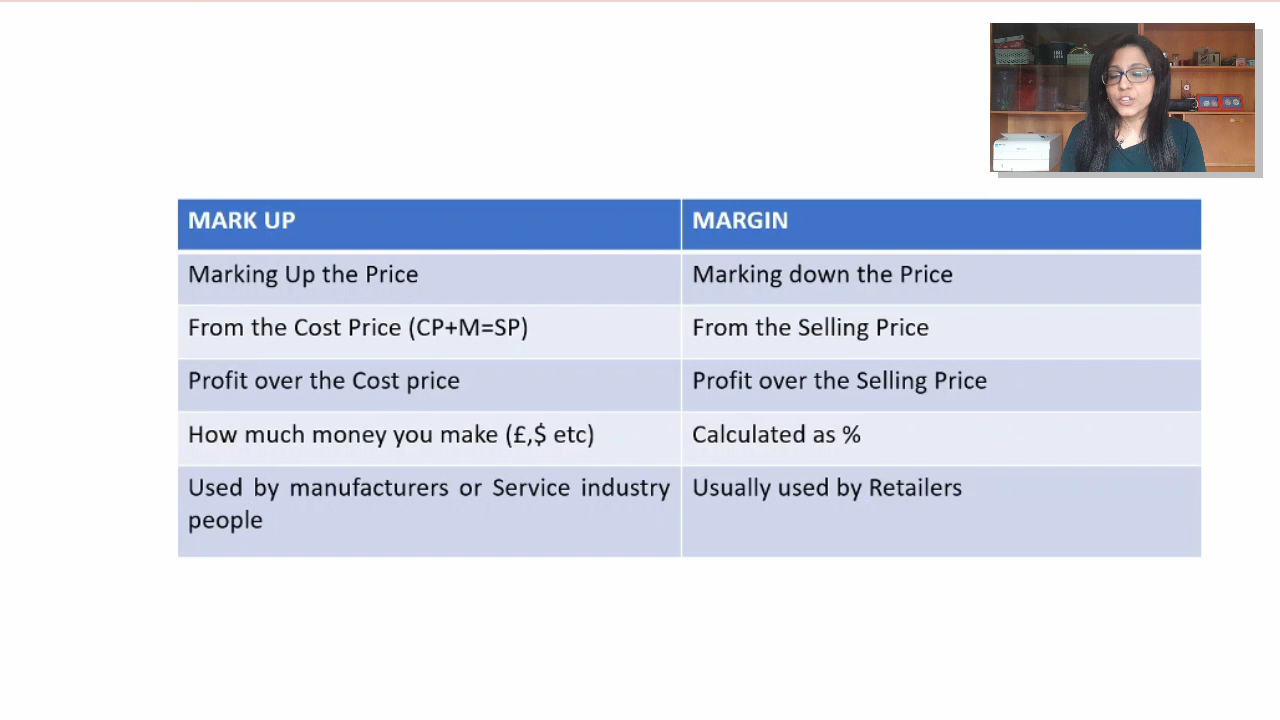 MARK UP
MARGIN
Marking Up the Price
Marking down the Price
From the Cost Price (CP+M=SP)
From the Selling Price
Profit over the Cost price
Profit over the Selling Price
How much money you make (£,$ etc)
Calculated as %
Used by manufacturers or Service industry
people
Usually used by Retailers